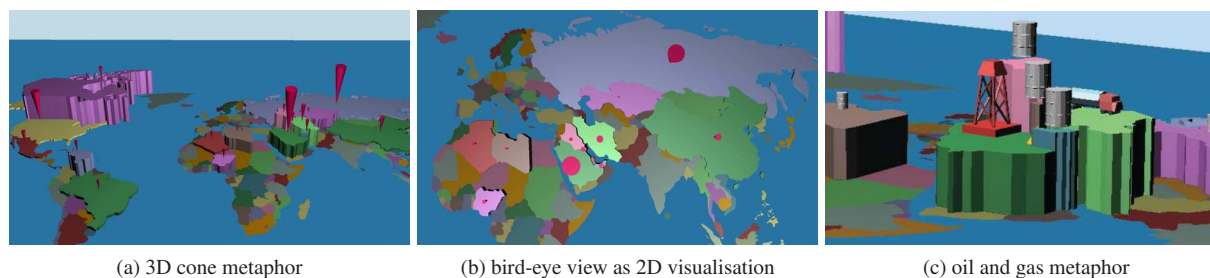 (a) 3D cone metaphor
(b) bird-eye view as 2D visualisation
(c) oil and gas metaphor